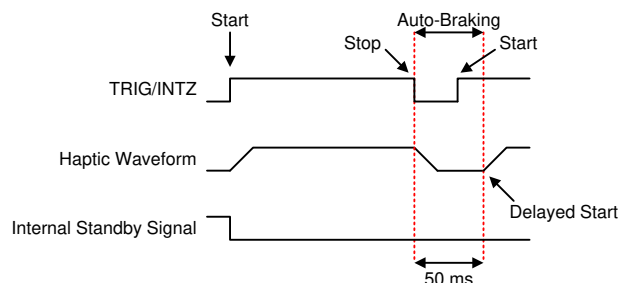 Start
Auto-Braking
Stop
Start
TRIG/INTZ
Haptic Waveform
Delayed Start
Internal Standby Signal
50 ms